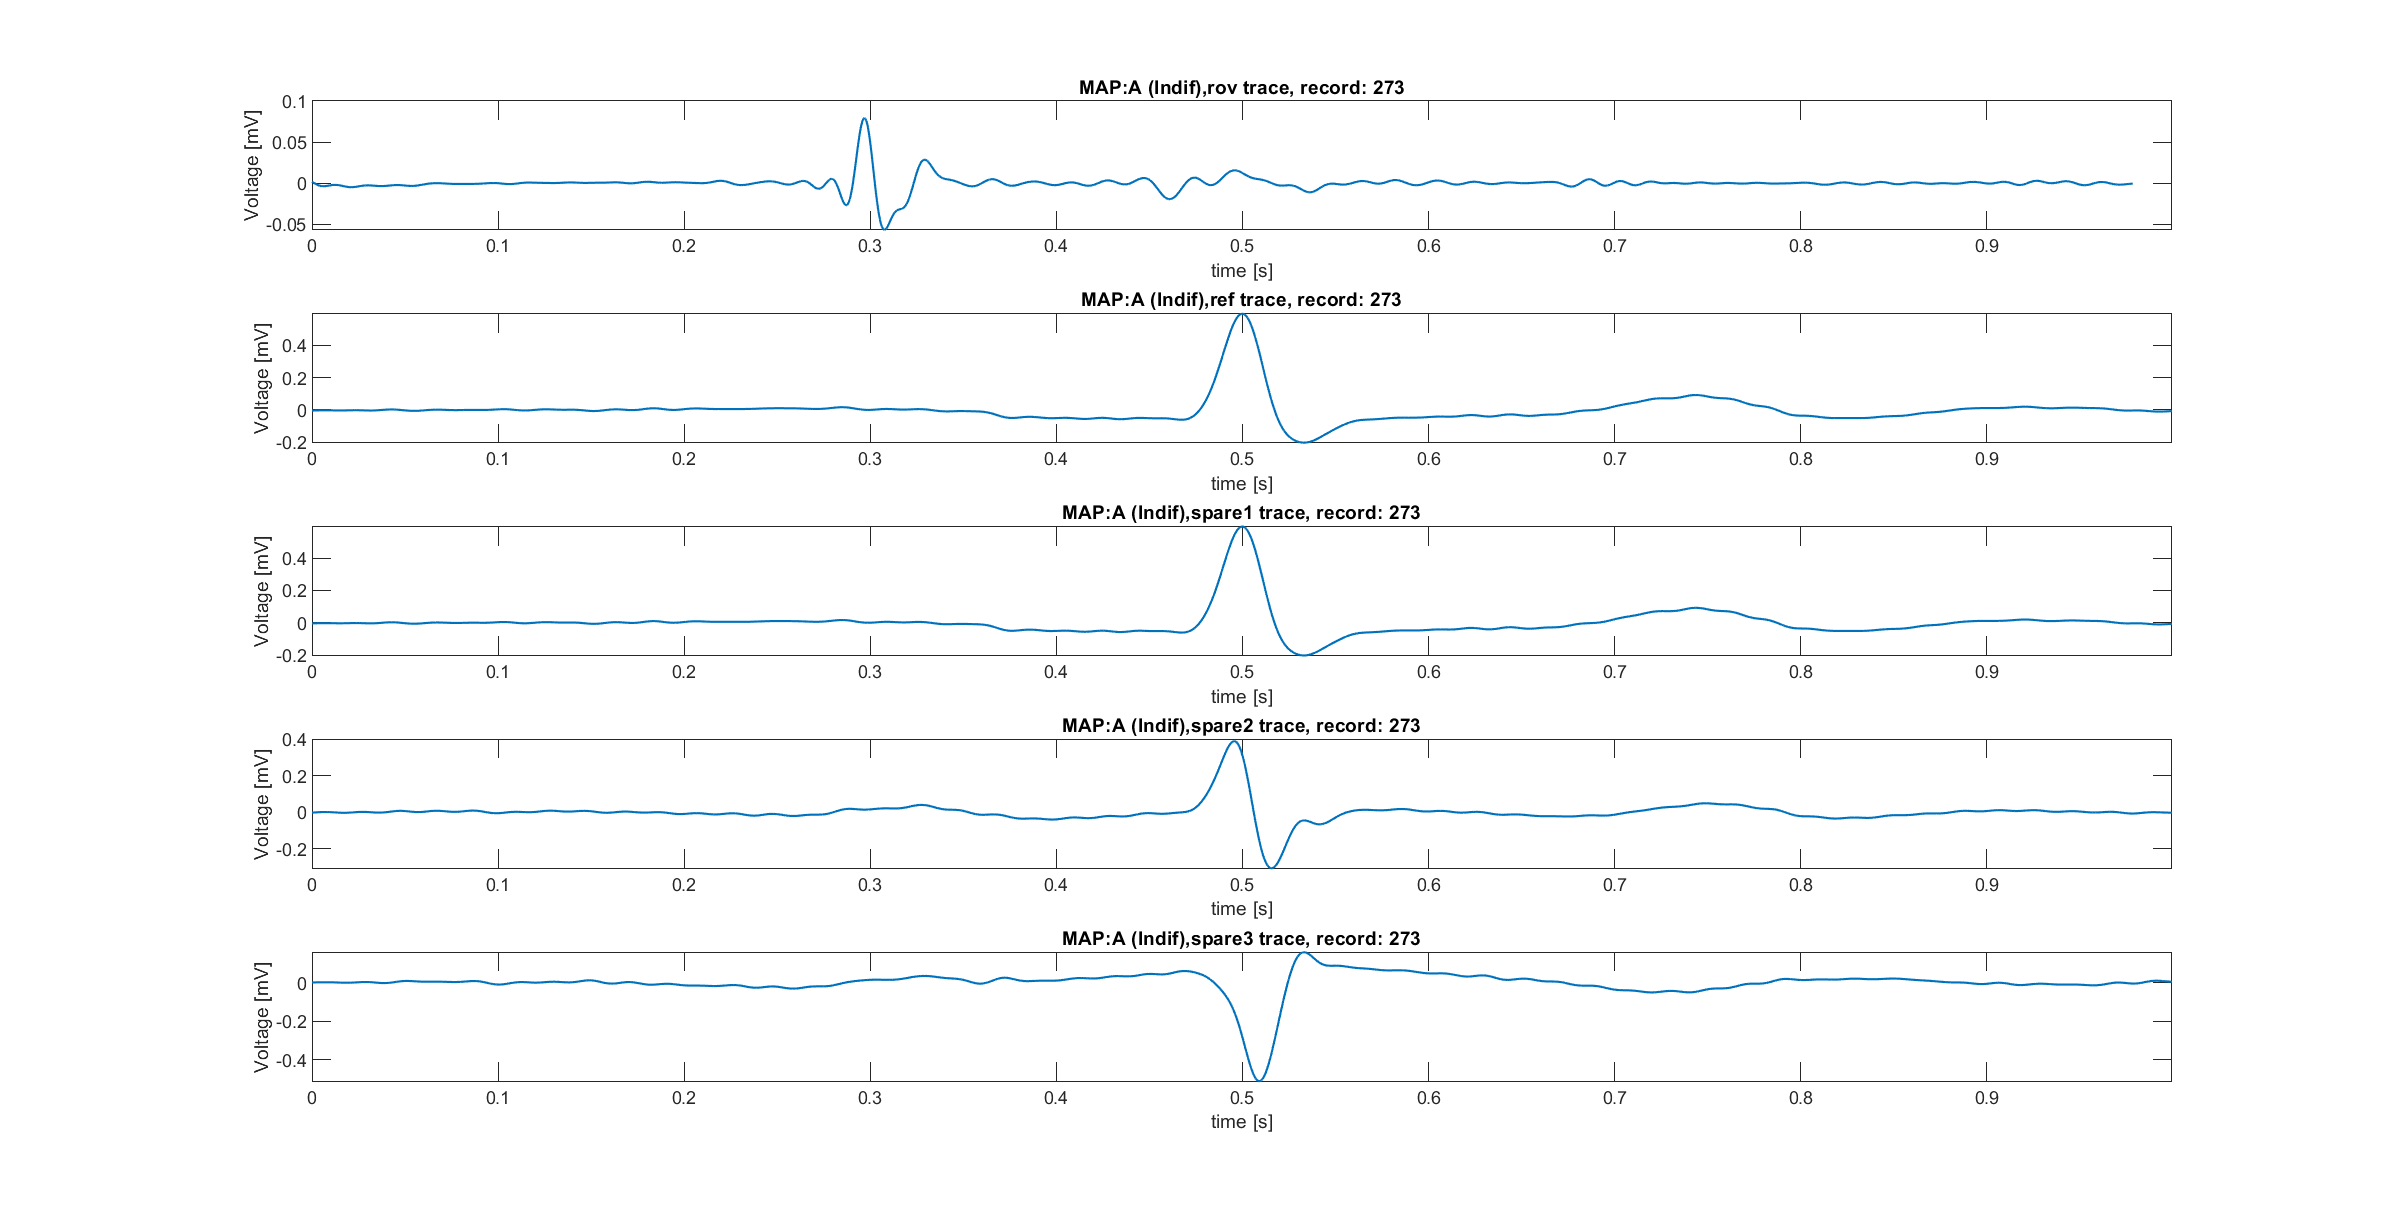 MAP:A (Indif),rov trace, record: 273
Voltage [mV]
0.1
0.05
0
-0.05
0 0.1 0.2 0.3 0.4 0.5 0.6 0.7 0.8 0.9
time [s]
MAP:A (Indif),ref trace, record: 273
Voltage [mV]
0.4
0.2
0
-0.2
0 0.1 0.2 0.3 0.4 0.5 0.6 0.7 0.8 0.9
time [s]
MAP:A (Indif),spare1 trace, record: 273
Voltage [mV]
0.4
0.2
0
-0.2
0 0.1 0.2 0.3 0.4 0.5 0.6 0.7 0.8 0.9
time [s]
MAP:A (Indif),spare2 trace, record: 273
Voltage [mV]
0.4
0.2
0
-0.2
0 0.1 0.2 0.3 0.4 0.5 0.6 0.7 0.8 0.9
time [s]
MAP:A (Indif),spare3 trace, record: 273
Voltage [mV]
0
-0.2
-0.4
0 0.1 0.2 0.3 0.4 0.5 0.6 0.7 0.8 0.9
time [s]